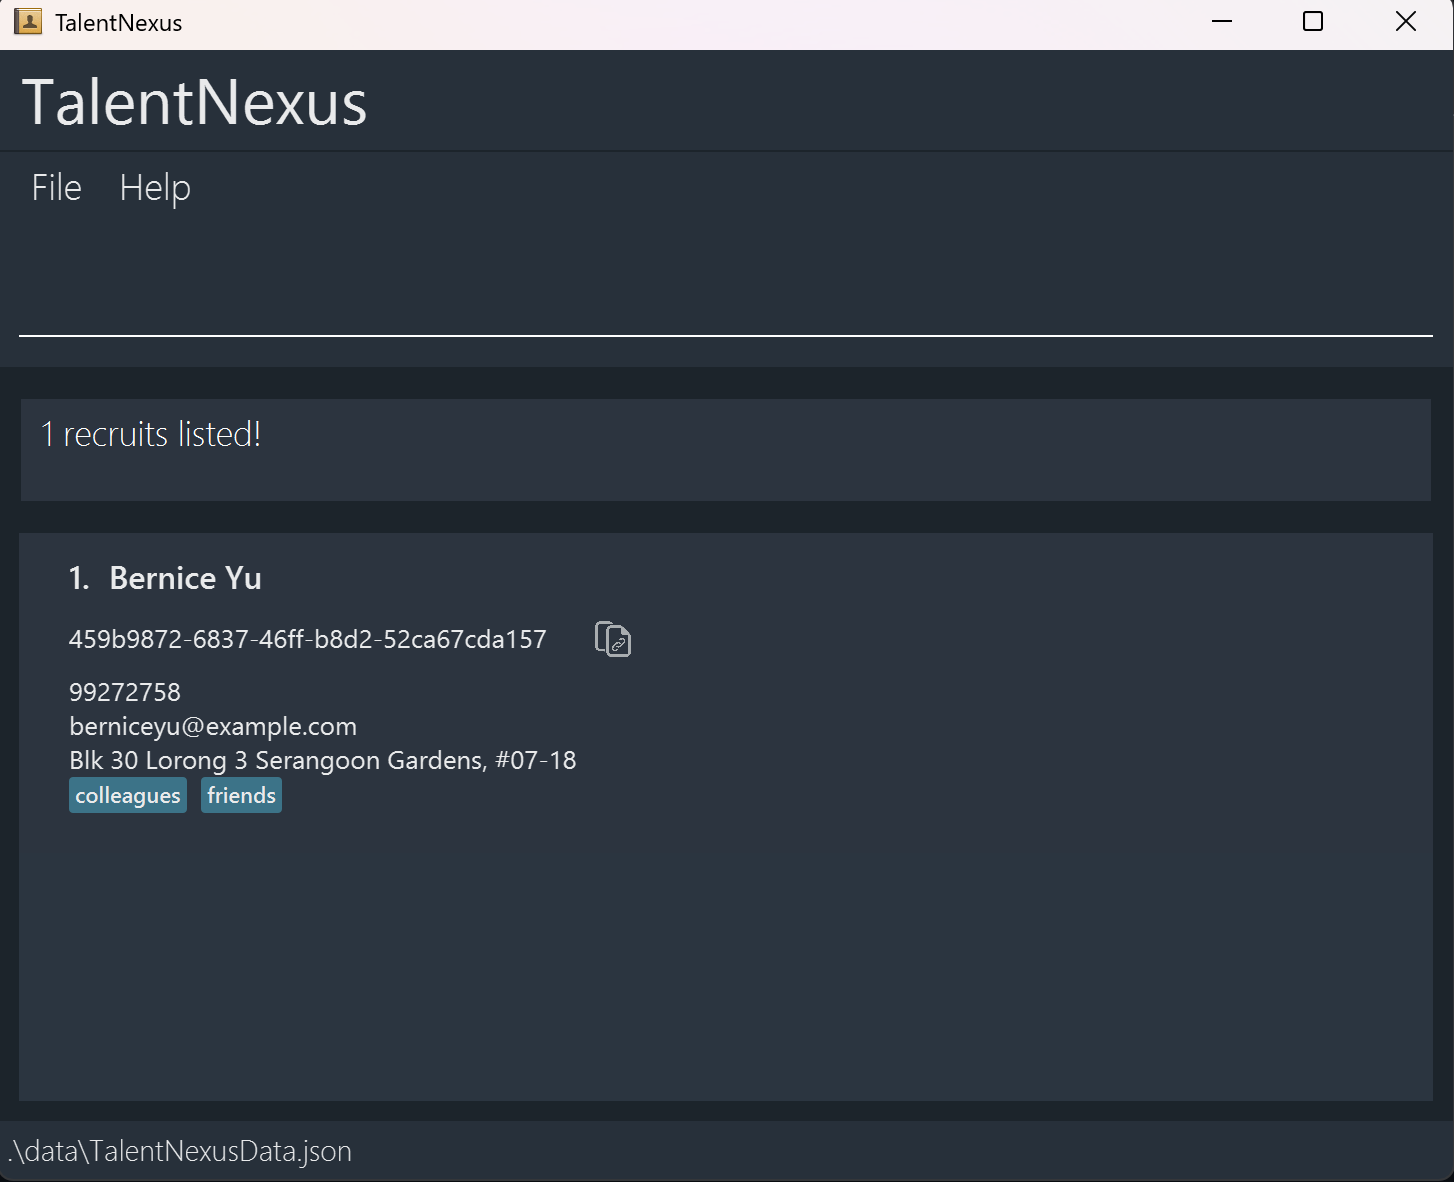 TalentNexus
TalentNexus
File Help
1 recruits listed!
1. Bernice Yu
459b9872-6837-46ff-b8d2-52ca67cda157
99272758
berniceyu@example.com
Blk 30 Lorong 3 Serangoon Gardens, #07-18
colleagues friends
.\data\TalentNexusData.json